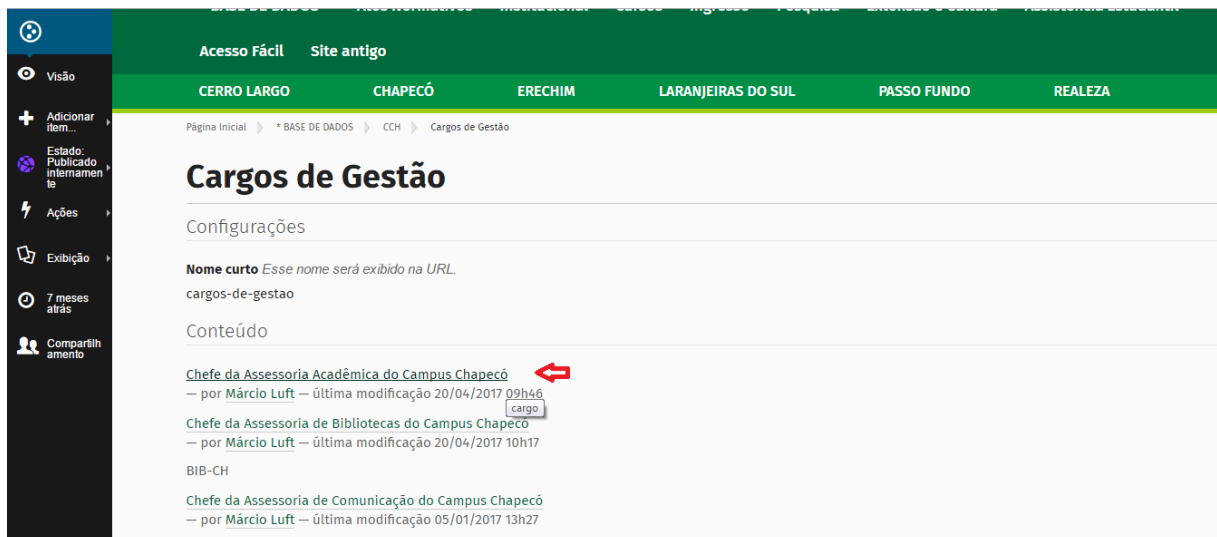 Acesso Fácil Site antigo
CERRO LARGO CHAPECÓ ERECHIM LARANJEIRAS DO SUL PASSO FUNDO REALEZA
Página Inicial * BASE DE DADOS CCH Cargos de Gestão
Visão
Adicionar
item...
Estado:
Publicado
internamen
te
Ações
Exibição
7 meses
atrás
Compartilh
amento
Cargos de Gestão
Configurações
Nome curto Esse nome será exibido na URL.
cargos-de-gestao
Conteúdo
Chefe da Assessoria Acadêmica do Campus Chapecó
— por Márcio Luft — última modificação 20/04/2017 09h46
cargo
Chefe da Assessoria de Bibliotecas do Campus Chapecó
— por Márcio Luft — última modificação 20/04/2017 10h17
BIB-CH
Chefe da Assessoria de Comunicação do Campus Chapecó
— por Márcio Luft — última modificação 05/01/2017 13h27